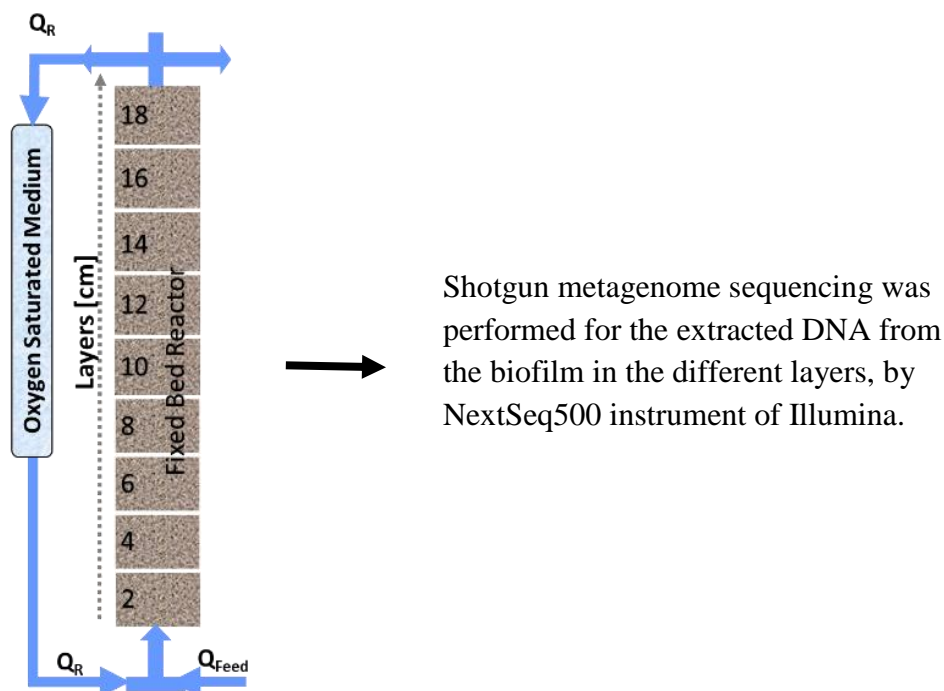 QR
Oxygen Saturated Medium
Layers [cm]
Fixed Bed Reactor
18
16
14
12
10
8
6
4
2
QR
QFeed
Shotgun metagenome sequencing was
performed for the extracted DNA from
the biofilm in the different layers, by
NextSeq500 instrument of Illumina.